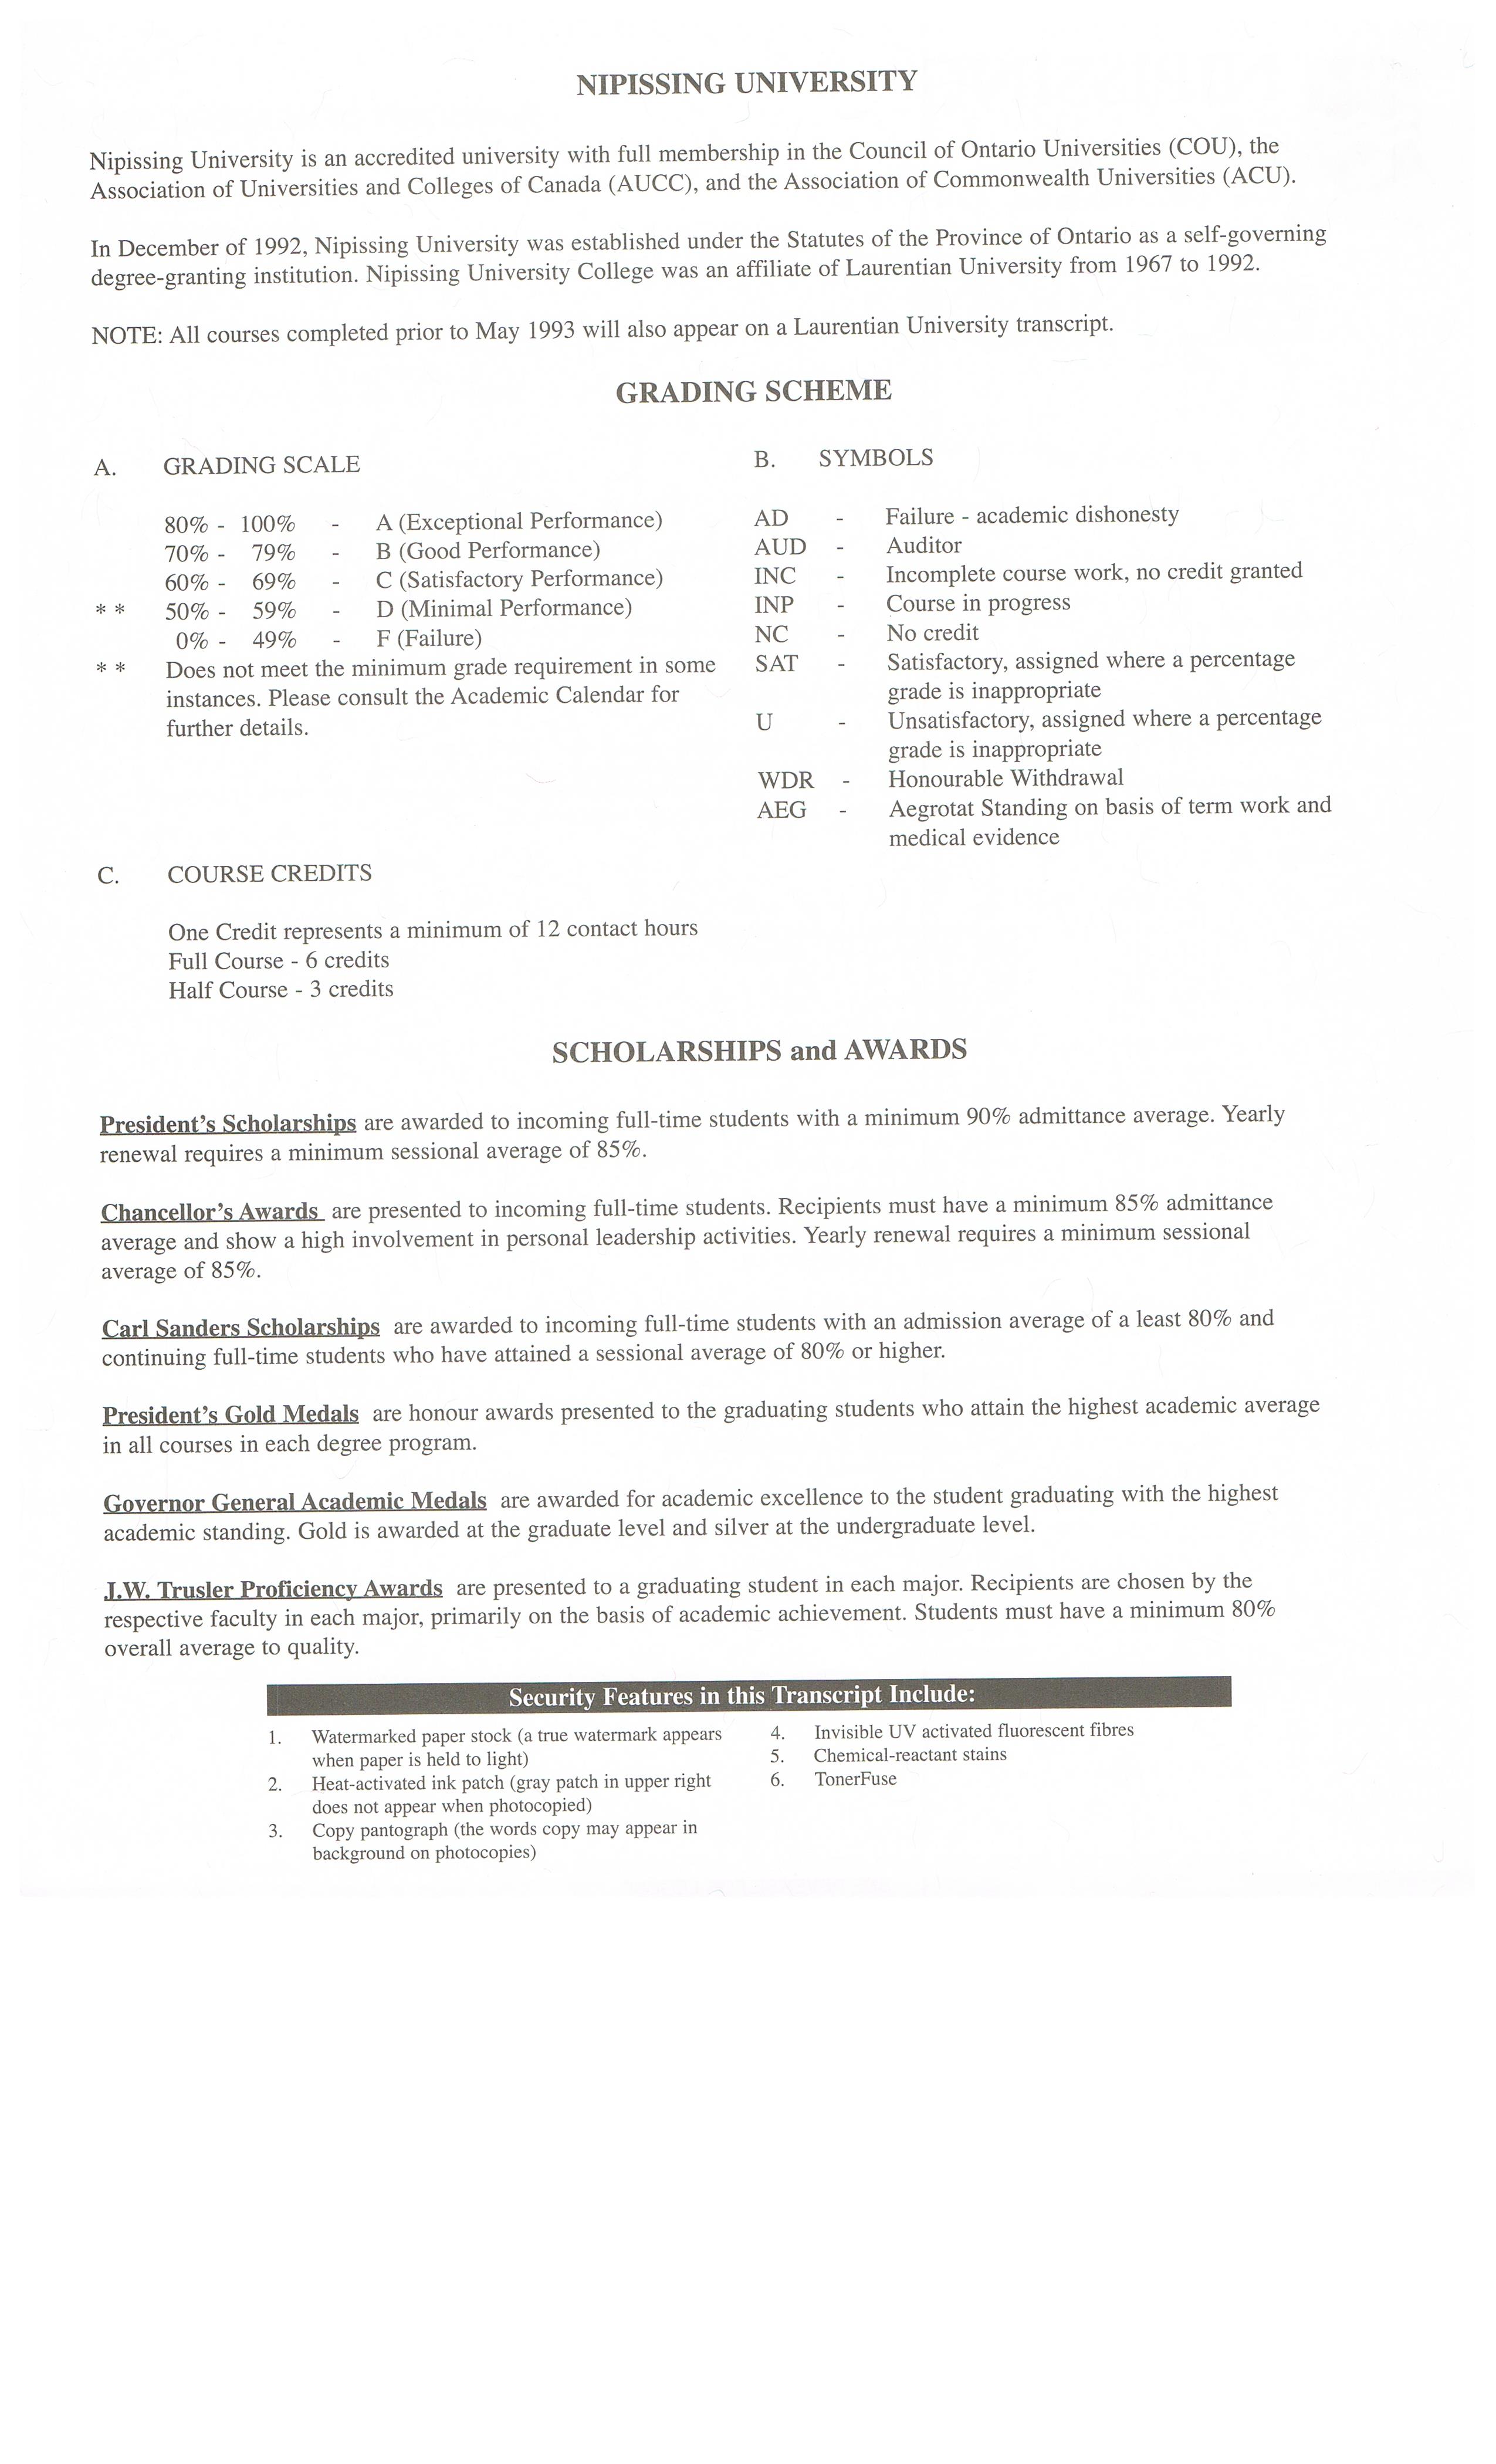 NIPISSING UNIVERSITY
Nipissing University is an accredited university with full membership in the Council of Ontario Universities (COU), the
Association of Universities and Colleges of Canada (AUCC), and the Association of Commonwealth Universities (ACU).
In December of 1992, Nipissing University was established under the Statutes of the Province of Ontario as a self-governing
degree-granting institution. Nipissing University College was an affiliate of Laurentian University from 1967 to 1992.
NOTE: All courses completed prior to May 1993 will also appear on a Laurentian University transcript.
GRADING SCHEME
A. GRADING SCALE
80% - 100% - A (Exceptional Performance)
70% - 79% - B (Good Performance)
60% - 69% - C (Satisfactory Performance)
* * 50% - 59% - D (Minimal Performance)
0% - 49% - F (Failure)
* * Does not meet the minimum grade requirement in some
instances. Please consult the Academic Calendar for
further details.
B. SYMBOLS
AD - Failure - academic dishonesty
AUD - Auditor
INC - Incomplete course work, no credit granted
INP - Course in progress
NC - No credit
SAT - Satisfactory, assigned where a percentage
grade is inappropriate
U - Unsatisfactory, assigned where a percentage
grade is inappropriate
WDR - Honourable Withdrawal
AEG - Aegrotat Standing on basis of term work and
medical evidence
C. COURSE CREDITS
One Credit represents a minimum of 12 contact hours
Full Course - 6 credits
Half Course - 3 credits
SCHOLARSHIPS and AWARDS
President's Scholarships are awarded to incoming full-time students with a minimum 90% admittance average. Yearly
renewal requires a minimum sessional average of 85%.
Chancellor's Awards are presented to incoming full-time students. Recipients must have a minimum 85% admittance
average and show a high involvement in personal leadership activities. Yearly renewal requires a minimum sessional
average of 85%.
Carl Sanders Scholarships are awarded to incoming full-time students with an admission average of a least 80% and
continuing full-time students who have attained a sessional average of 80% or higher.
President's Gold Medals are honour awards presented to the graduating students who attain the highest academic average
in all courses in each degree program.
Governor General Academic Medals are awarded for academic excellence to the student graduating with the highest
academic standing. Gold is awarded at the graduate level and silver at the undergraduate level.
J.W. Trusler Proficiency Awards are presented to a graduating student in each major. Recipients are chosen by the
respective faculty in each major, primarily on the basis of academic achievement. Students must have a minimum 80%
overall average to quality.
Security Features in this Transcript Include:
1. Watermarked paper stock (a true watermark appears
when paper is held to light)
2. Heat-activated ink patch (gray patch in upper right
does not appear when photocopied)
3. Copy pantograph (the words copy may appear in
background on photocopies)
4. Invisible UV activated fluorescent fibres
5. Chemical-reactant stains
6. TonerFuse